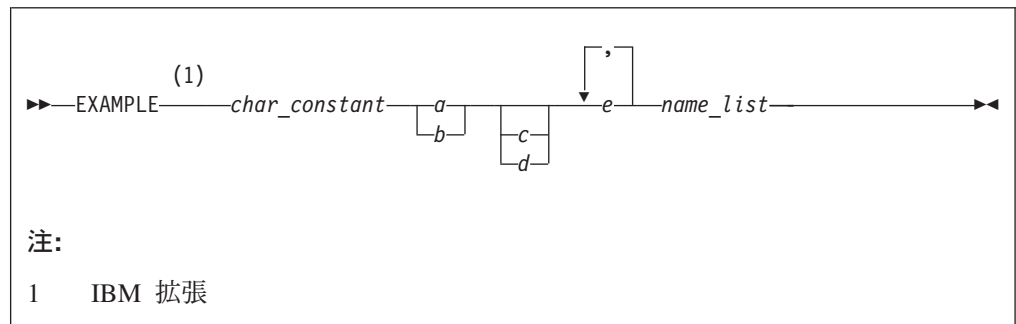 ,
(1)
EXAMPLE char_constant a e name_list
b c
d
注:
1 IBM 拡張